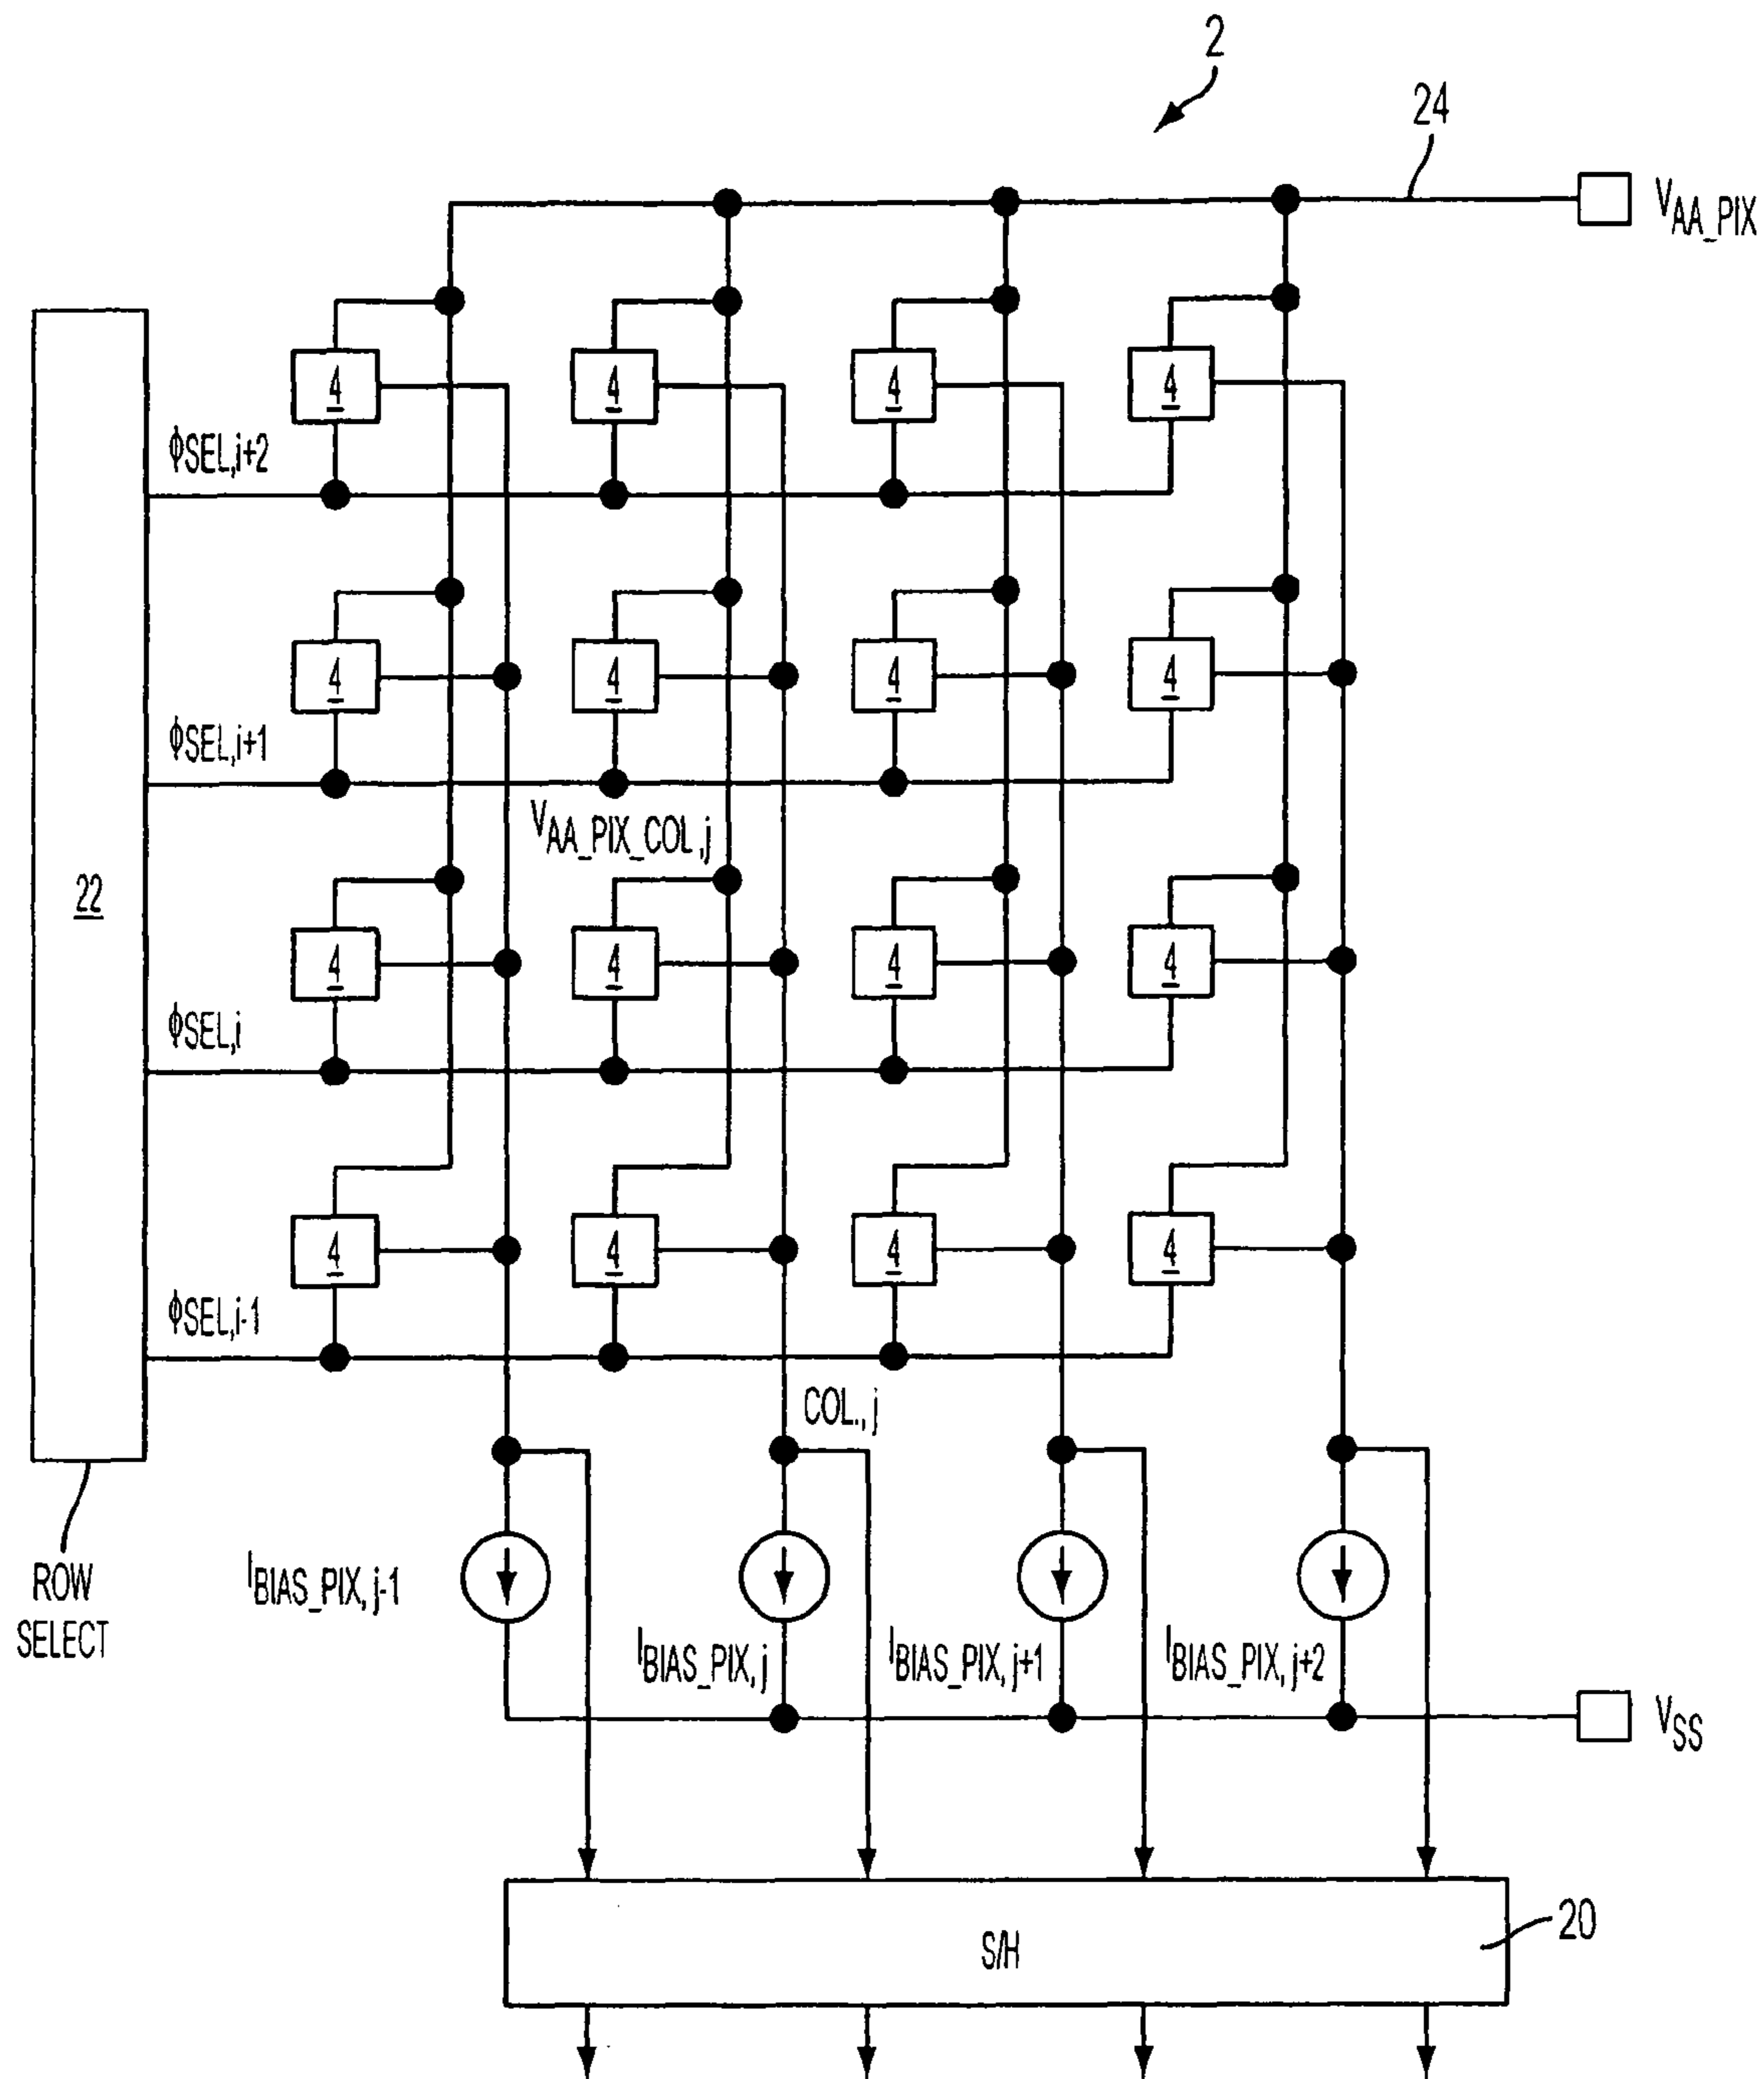 2
24
V_AA_PIX
4 4 4 4
ϕSEL,i+2
4 4 4 4
ϕSEL,i+1
V_AA_PIX_COL,j
22
4 4 4 4
ϕSEL,i
4 4 4 4
ϕSEL,i-1
COL.,j
ROW
SELECT
I_BIAS_PIX, j-1
I_BIAS_PIX, j
I_BIAS_PIX, j+1
I_BIAS_PIX, j+2
V_SS
S/H
20